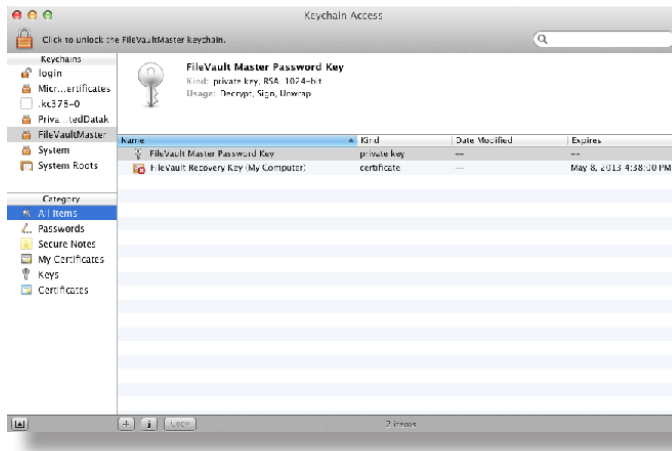 Keychain Access
Click to unlock the FileVaultMaster keychain.
Keychains
login
Micr...ertificates
.kc378-0
Priva...tedDatak
FileVaultMaster
System
System Roots
FileVault Master Password Key
Kind: private key, RSA, 1024-bit
Usage: Decrypt, Sign, Unwrap
Name Kind Date Modified Expires
FileVault Master Password Key private key -- --
FileVault Recovery Key (My Computer) certificate -- May 8, 2013 4:38:00 PM
Category
All Items
Passwords
Secure Notes
My Certificates
Keys
Certificates
+ i Copy 2 items